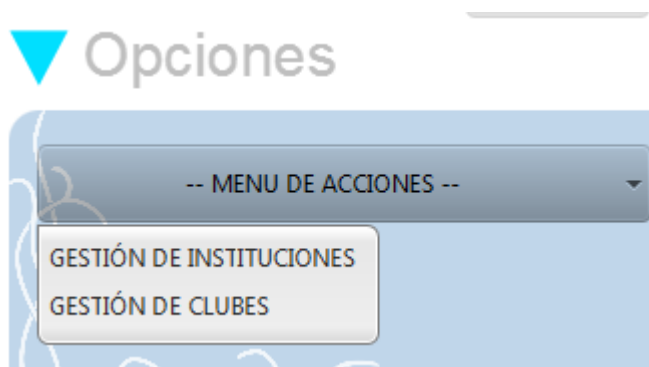 Opciones
-- MENU DE ACCIONES --
GESTIÓN DE INSTITUCIONES
GESTIÓN DE CLUBES